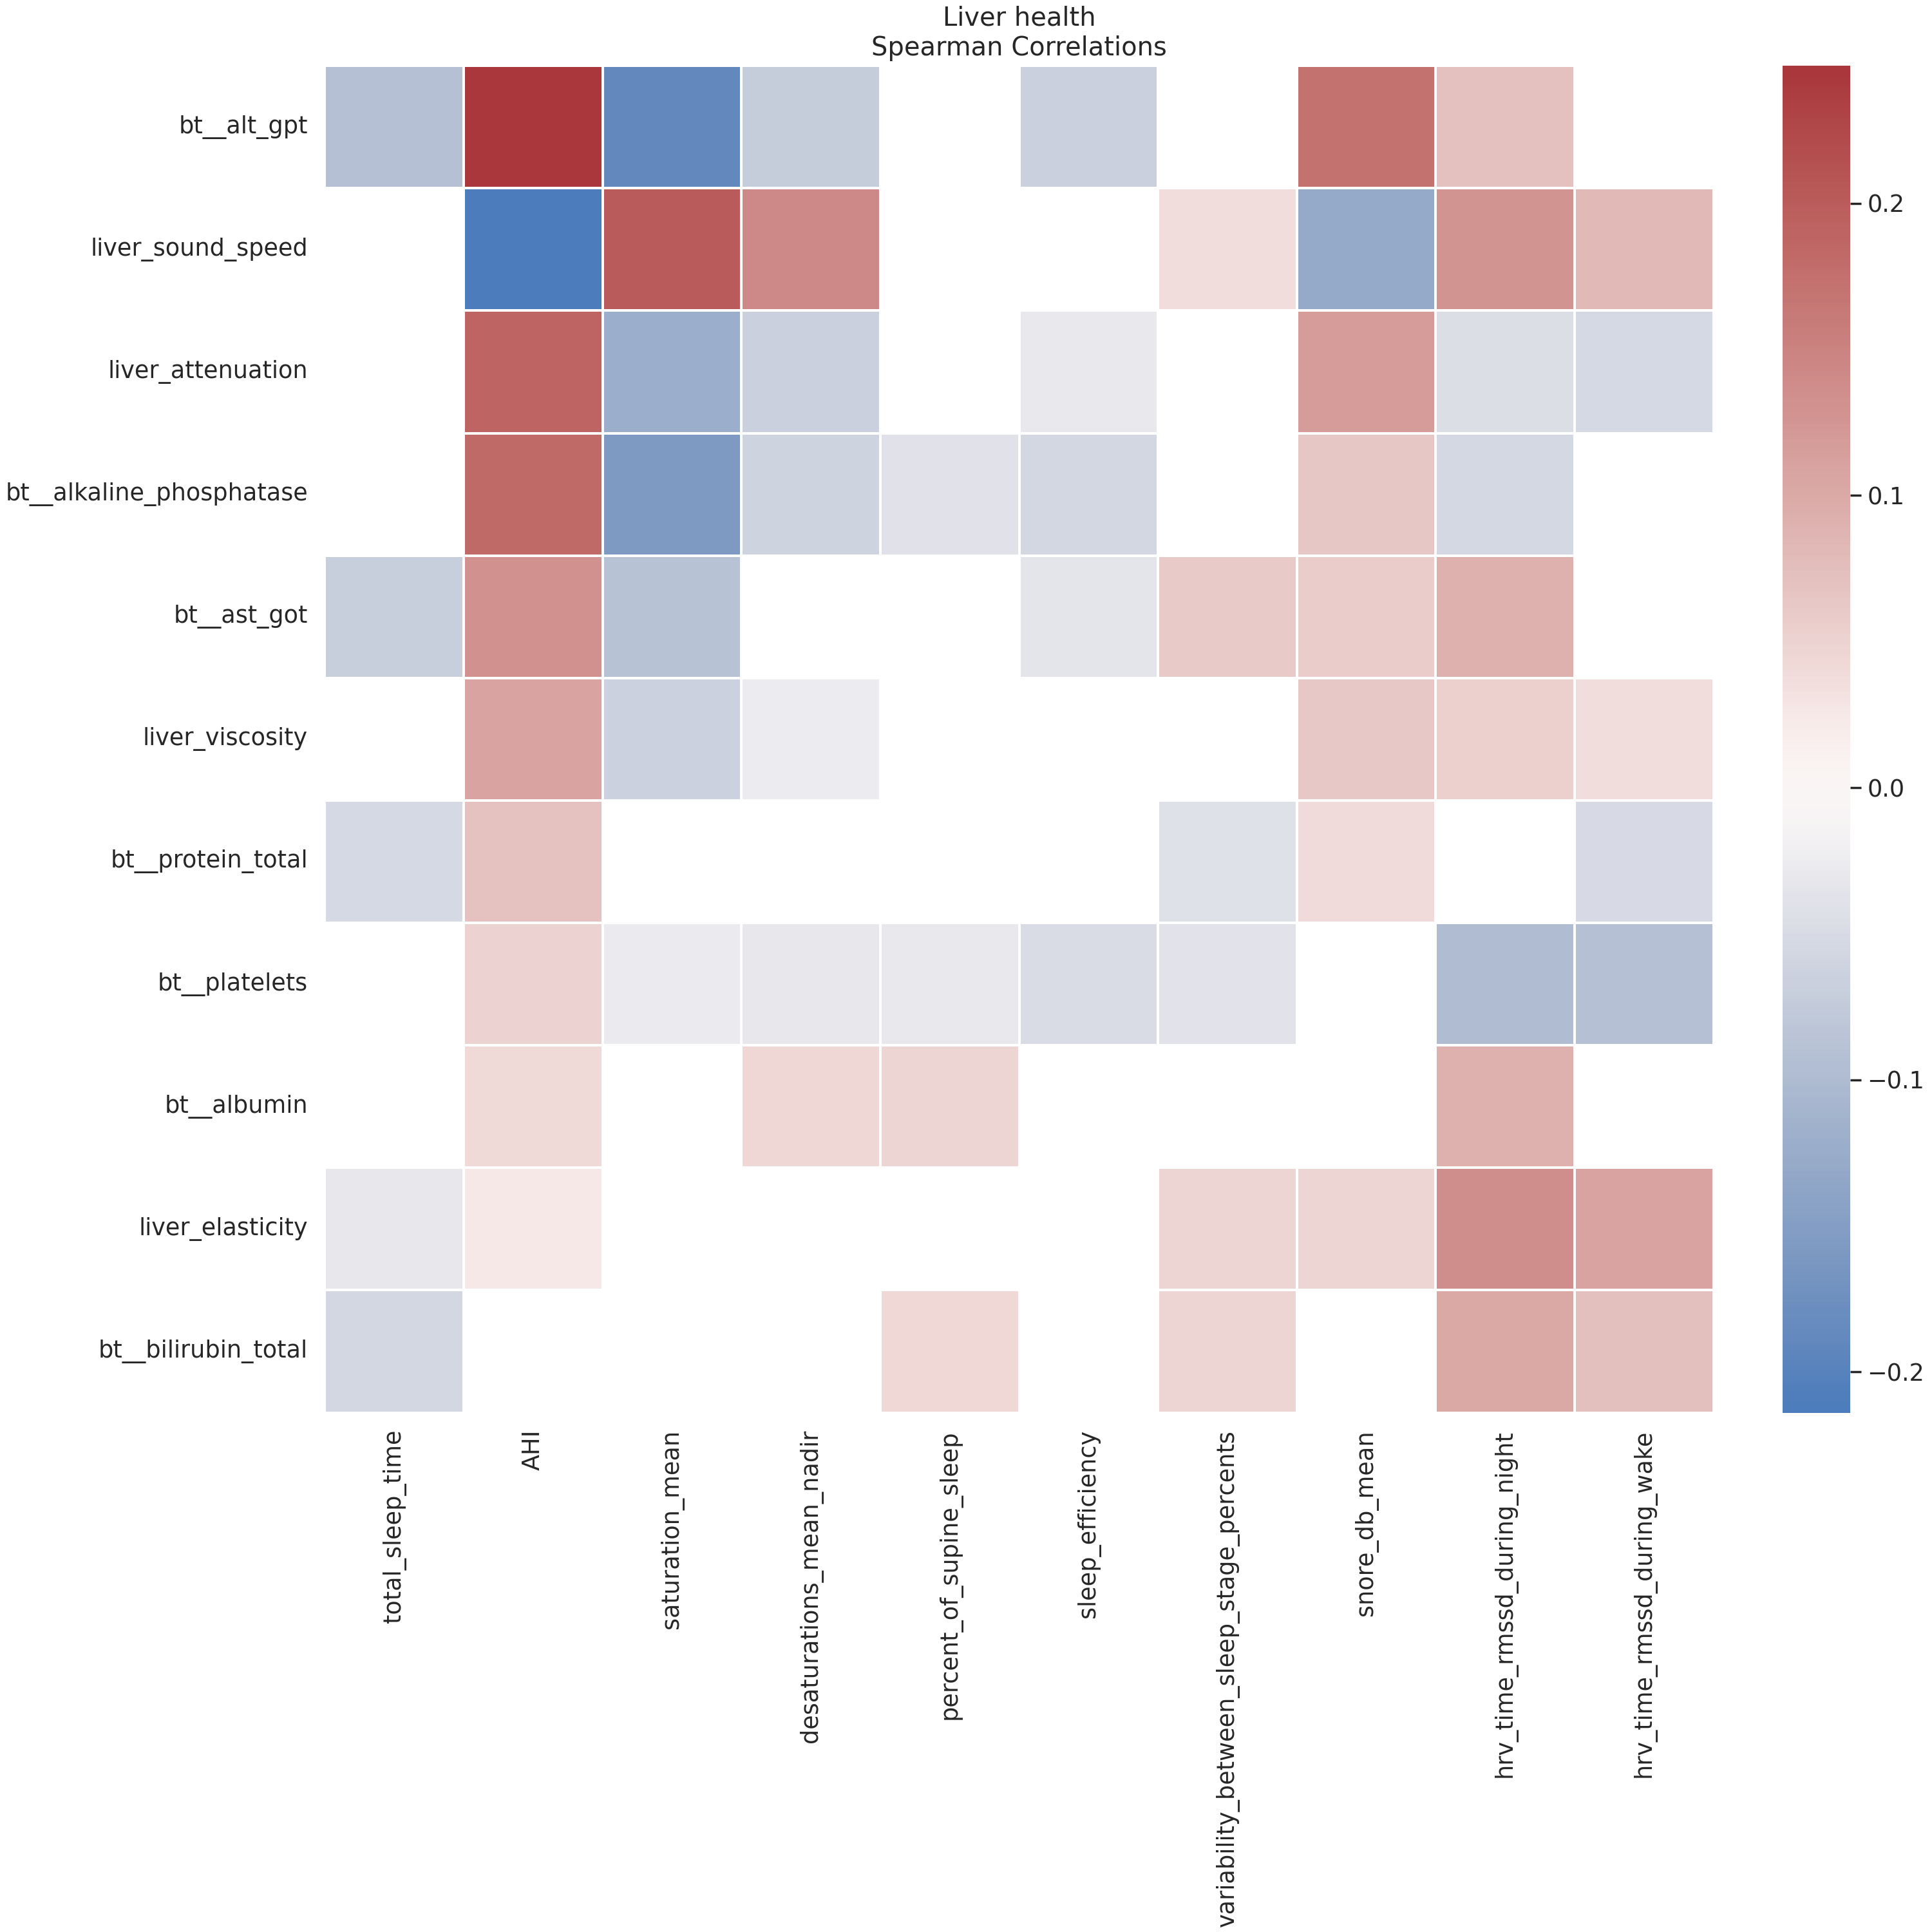 Liver health
Spearman Correlations
bt__alt_gpt
liver_sound_speed
liver_attenuation
bt__alkaline_phosphatase
bt__ast_got
liver_viscosity
bt__protein_total
bt__platelets
bt__albumin
liver_elasticity
bt__bilirubin_total
total_sleep_time
AHI
saturation_mean
desaturations_mean_nadir
percent_of_supine_sleep
sleep_efficiency
variability_between_sleep_stage_percents
snore_db_mean
hrv_time_rmssd_during_night
hrv_time_rmssd_during_wake
0.2
0.1
0.0
−0.1
−0.2